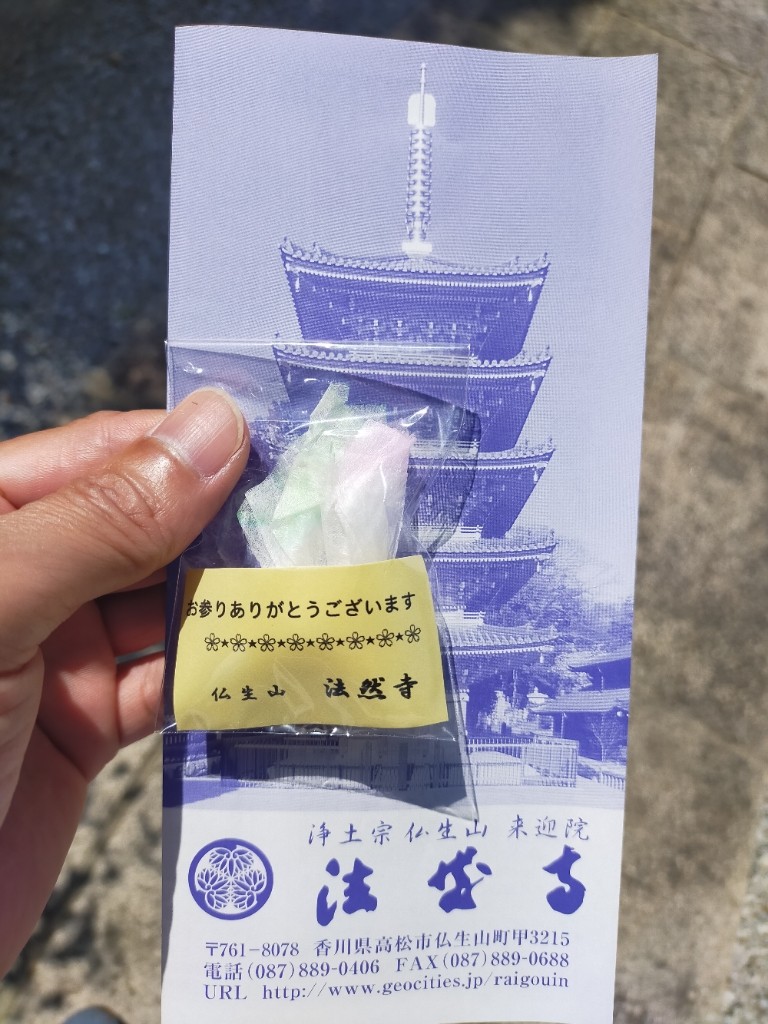 お参りありがとうございます
仏生山 法然寺
浄土宗 仏生山 来迎院
法然寺
〒761-8078 香川県高松市仏生山町甲3215
電話(087)889-0406 FAX(087)889-0688
URL http://www.geocities.jp/raigouin